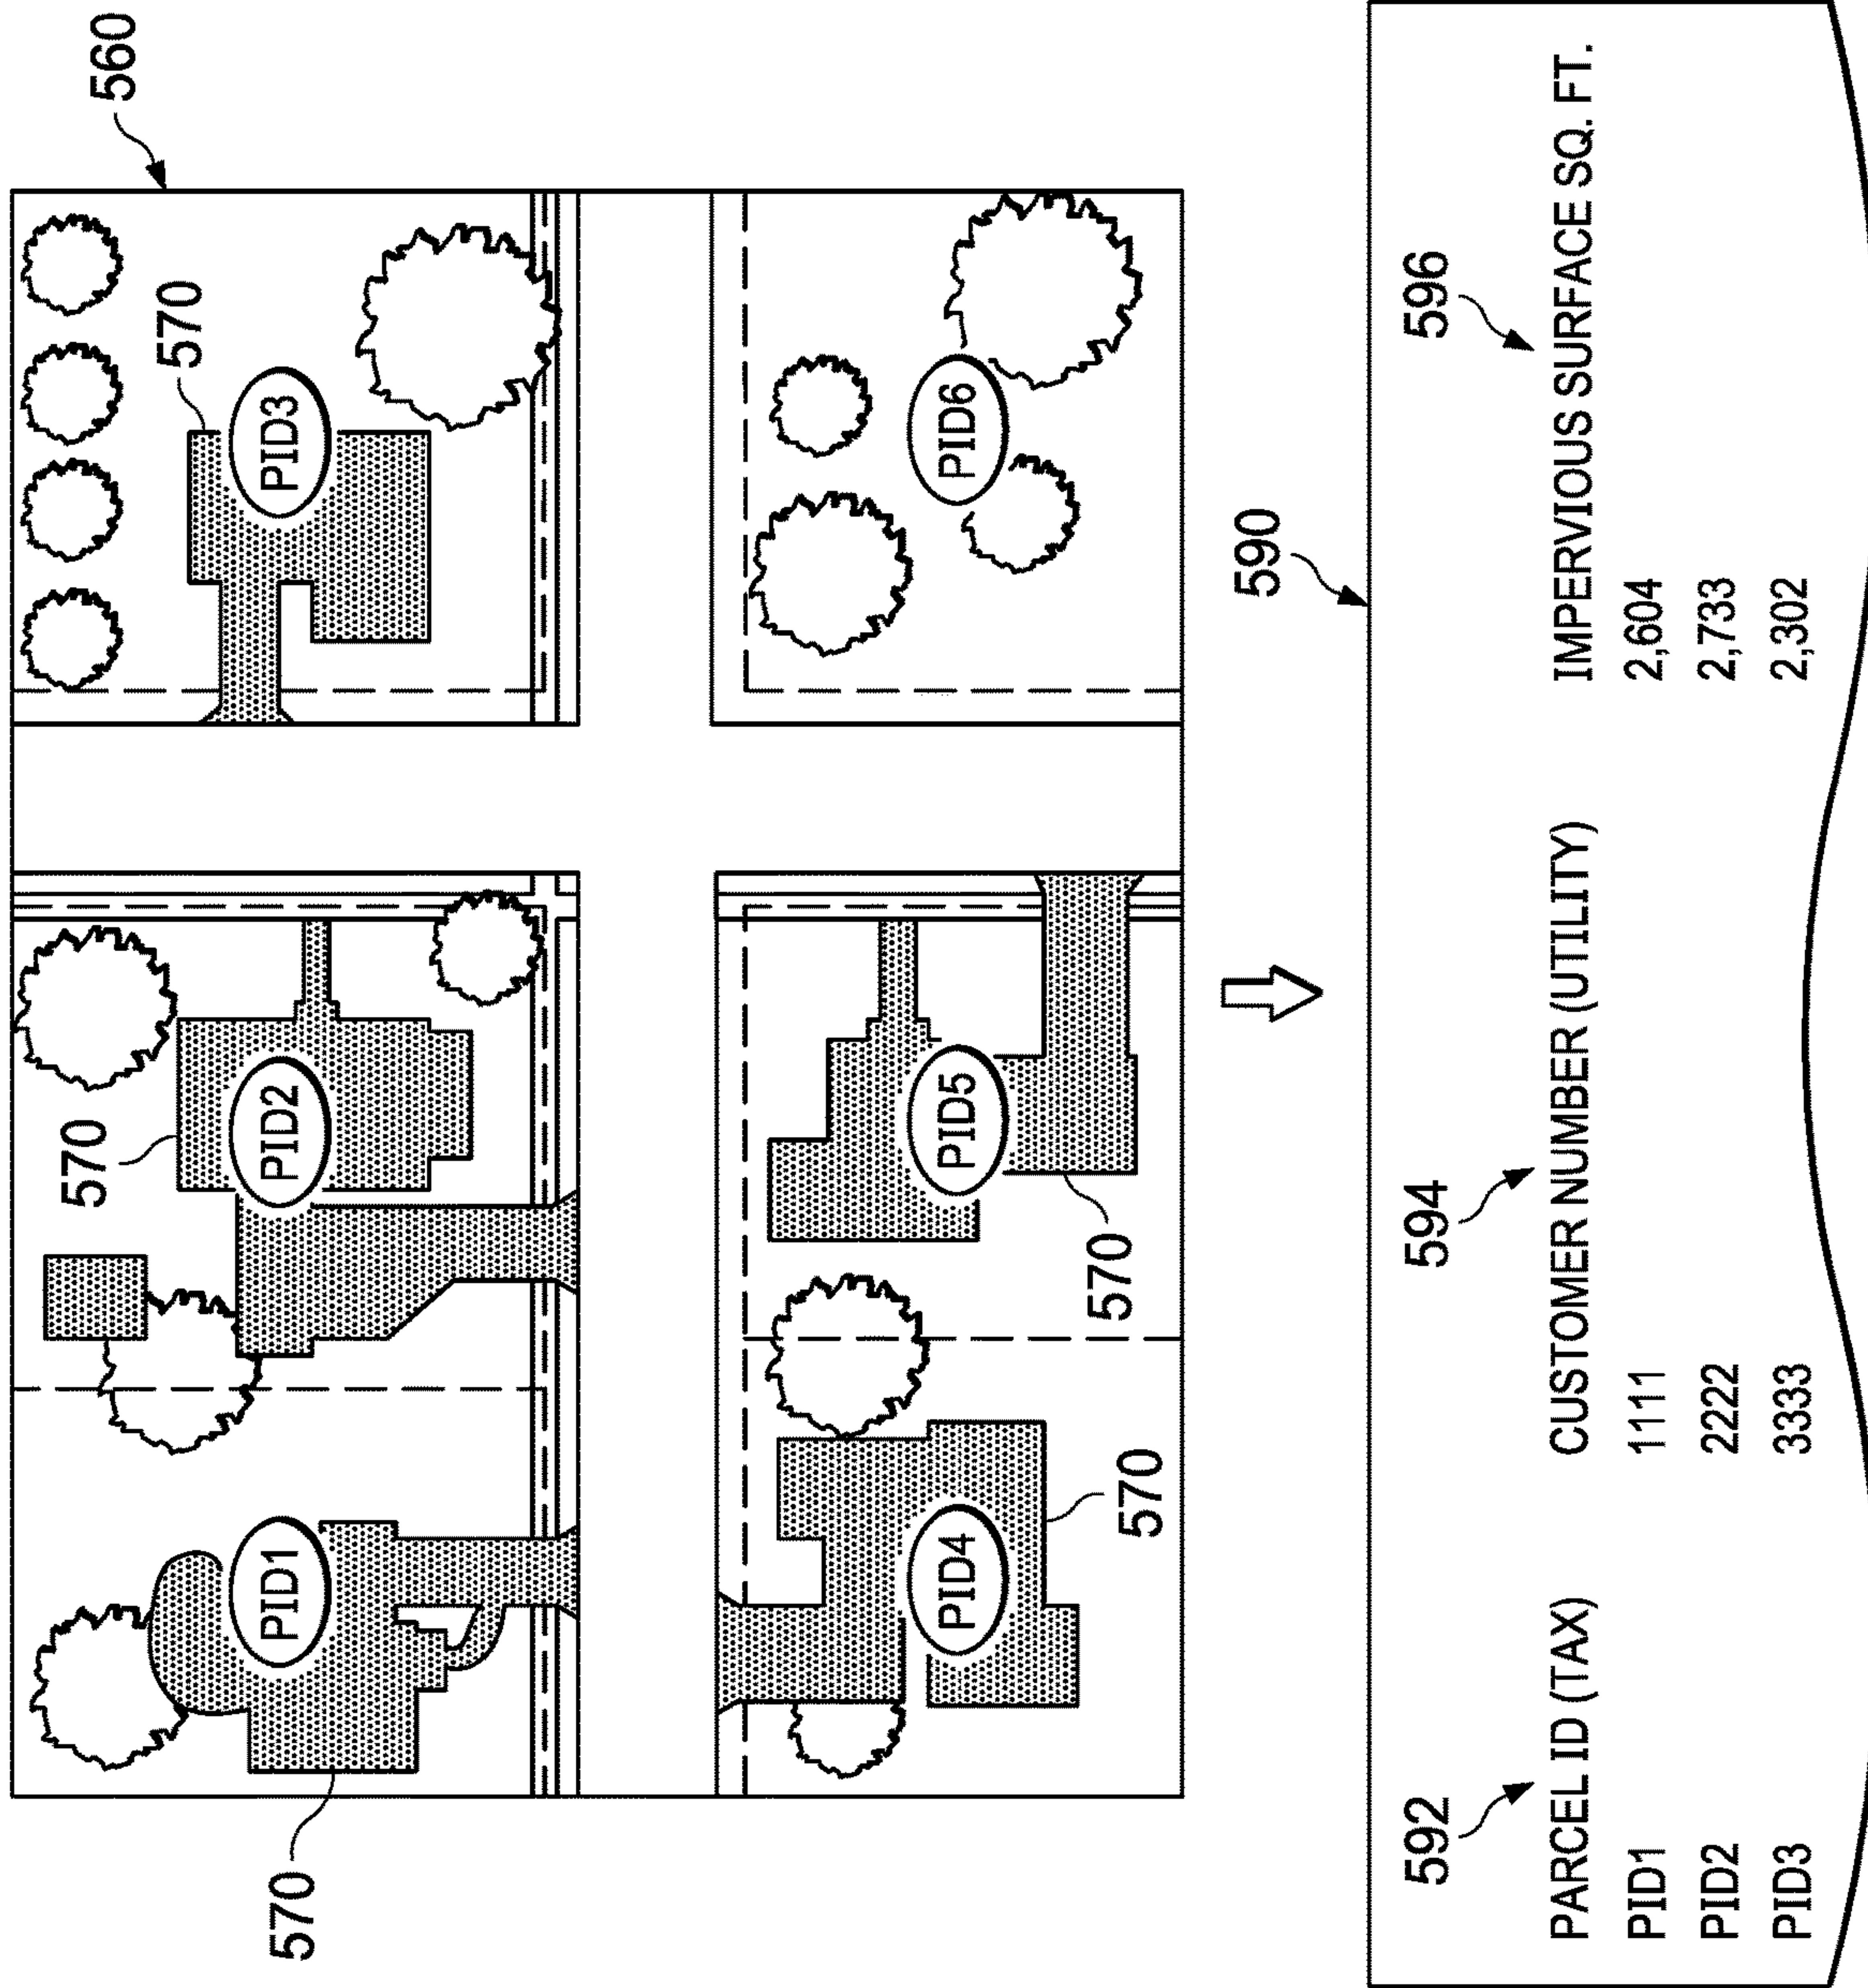 560
570
570
570 PID1 PID2 PID3
PID4 PID5 PID6
570 570
590
592 594 596
PARCEL ID (TAX) CUSTOMER NUMBER (UTILITY) IMPERVIOUS SURFACE SQ. FT.
PID1 1111 2,604
PID2 2222 2,733
PID3 3333 2,302